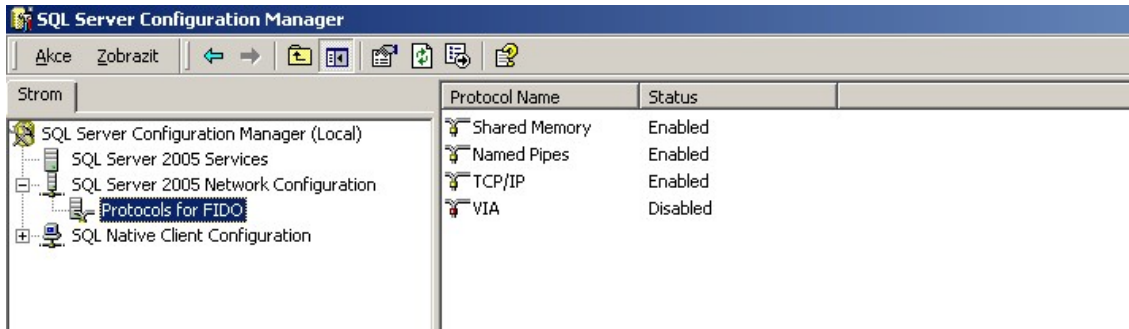 SQL Server Configuration Manager
Akce Zobrazit
Strom
SQL Server Configuration Manager (Local)
SQL Server 2005 Services
SQL Server 2005 Network Configuration
Protocols for FIDO
SQL Native Client Configuration
Protocol Name Status
Shared Memory Enabled
Named Pipes Enabled
TCP/IP Enabled
VIA Disabled